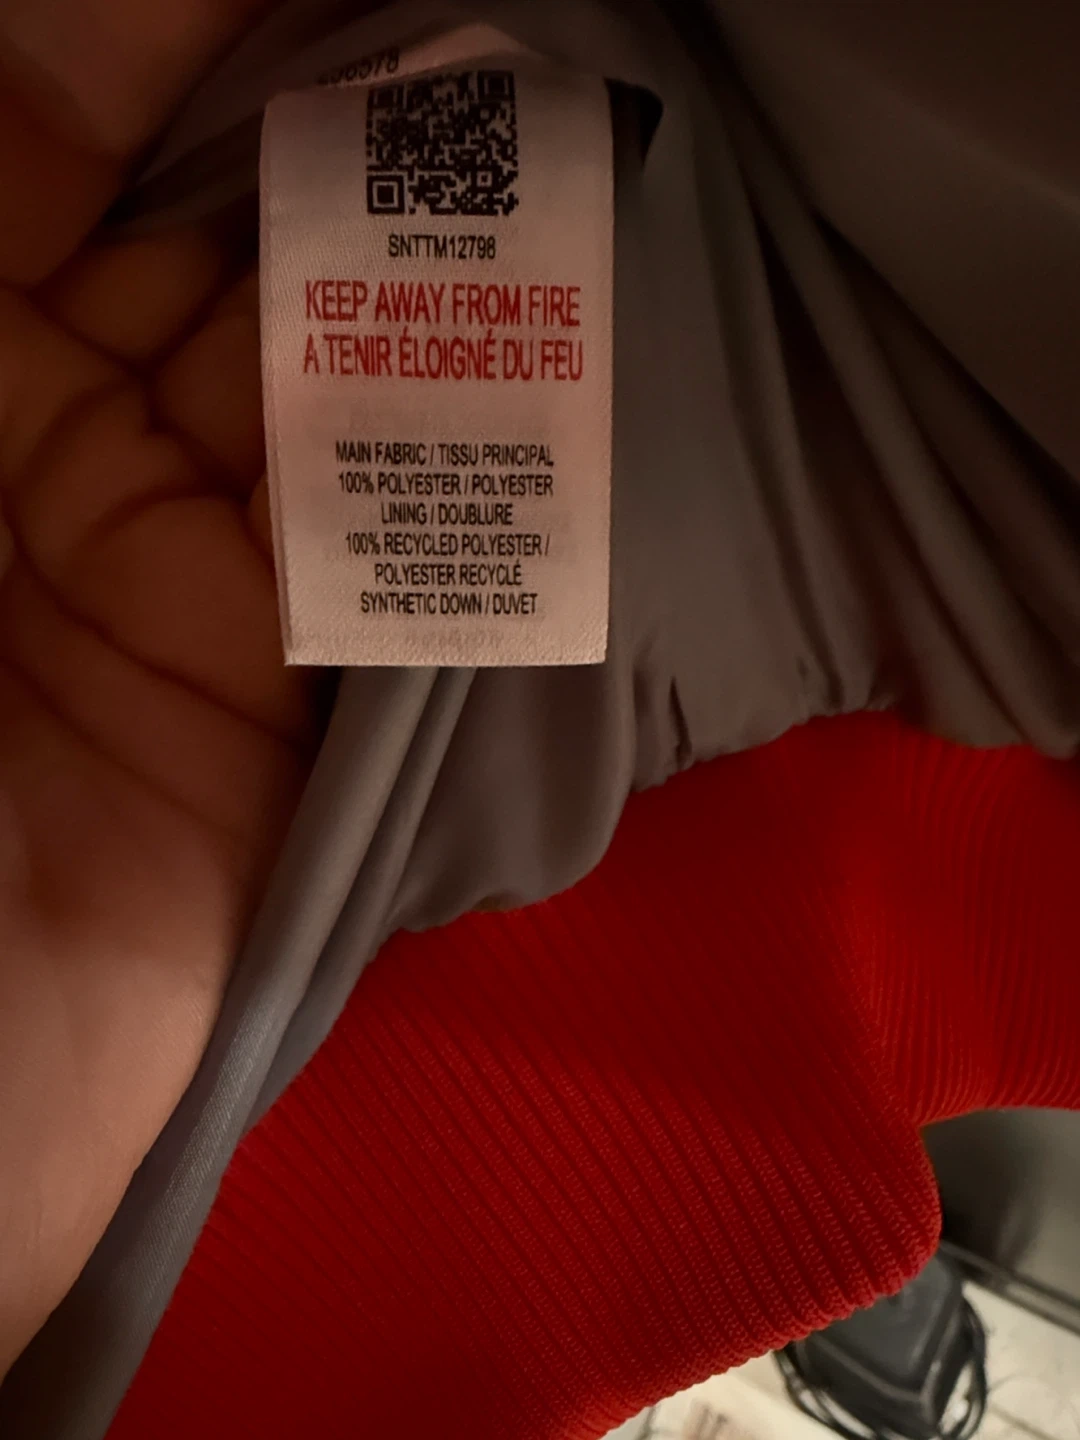 SNTTM12798
KEEP AWAY FROM FIRE
A TENIR ÉLOIGNÉ DU FEU
MAIN FABRIC / TISSU PRINCIPAL
100% POLYESTER / POLYESTER
LINING / DOUBLURE
100% RECYCLED POLYESTER /
POLYESTER RECYCLÉ
SYNTHETIC DOWN / DUVET